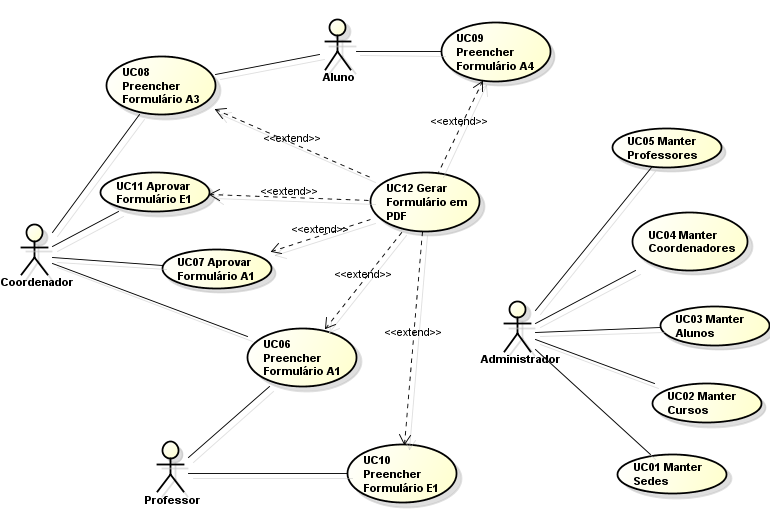 Aluno
UC09
Preencher
Formulário A4
UC08
Preencher
Formulário A3
<<extend>>
<<extend>>
UC05 Manter
Professores
UC11 Aprovar
Formulário E1
<<extend>>
UC12 Gerar
Formulário em
PDF
<<extend>>
UC04 Manter
Coordenadores
Coordenador
UC07 Aprovar
Formulário A1
<<extend>>
UC03 Manter
Alunos
<<extend>>
UC06
Preencher
Formulário A1
Administrador
UC02 Manter
Cursos
UC10
Preencher
Formulário E1
Professor
UC01 Manter
Sedes